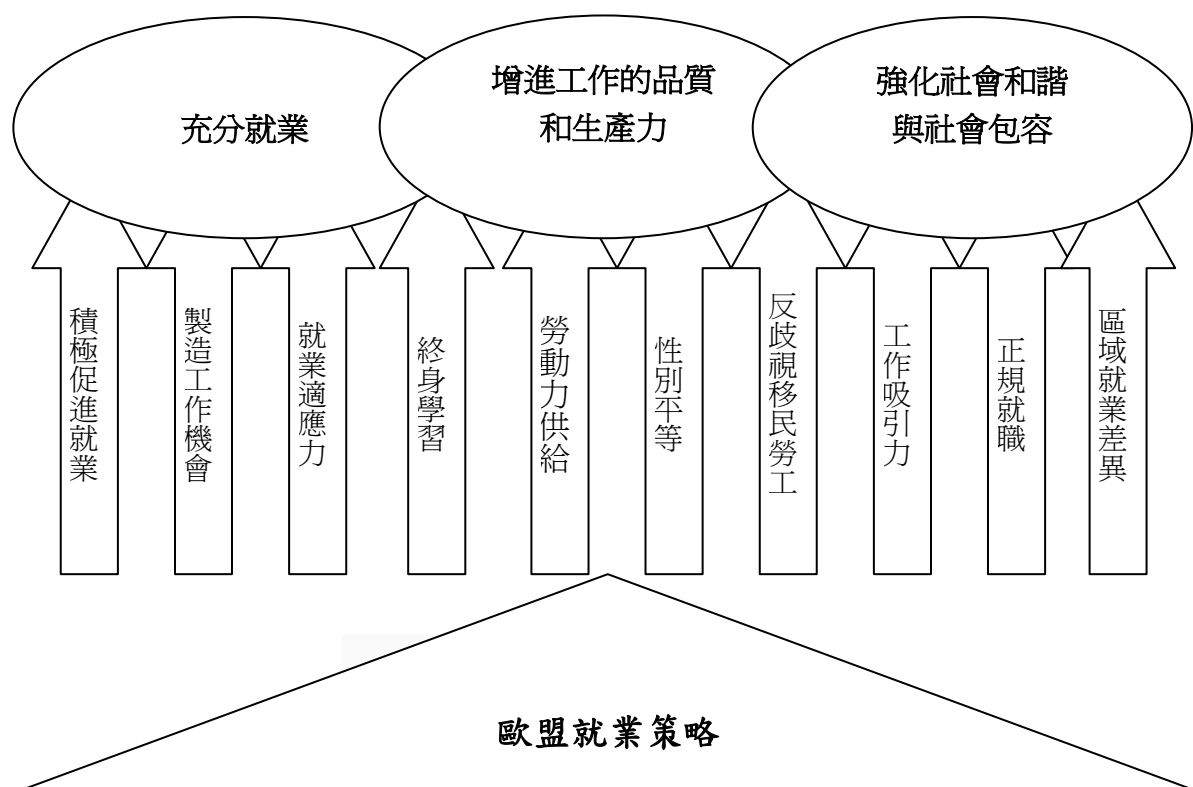 充分就業
增進工作的品質
和生產力
強化社會和諧
與社會包容
積極促進就業
製造工作機會
就業適應力
終身學習
勞動力供給
性別平等
反歧視移民勞工
工作吸引力
正規就職
區域就業差異
歐盟就業策略